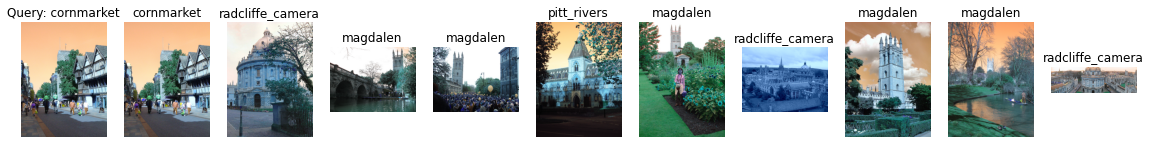 Query: cornmarket
cornmarket
radcliffe_camera
magdalen
magdalen
pitt_rivers
magdalen
radcliffe_camera
magdalen
magdalen
radcliffe_camera